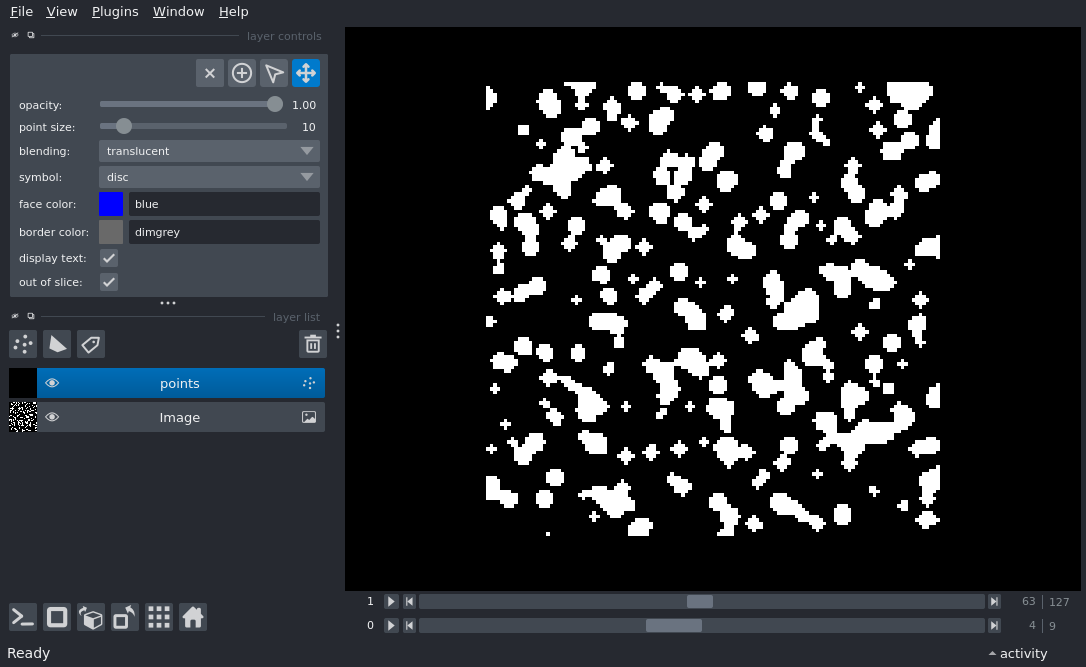 File View Plugins Window Help
layer controls
opacity: 1.00
point size: 10
blending: translucent
symbol: disc
face color: blue
border color: dimgrey
display text:
out of slice:
layer list
points
Image
1 63 | 127
0 4 | 9
Ready activity